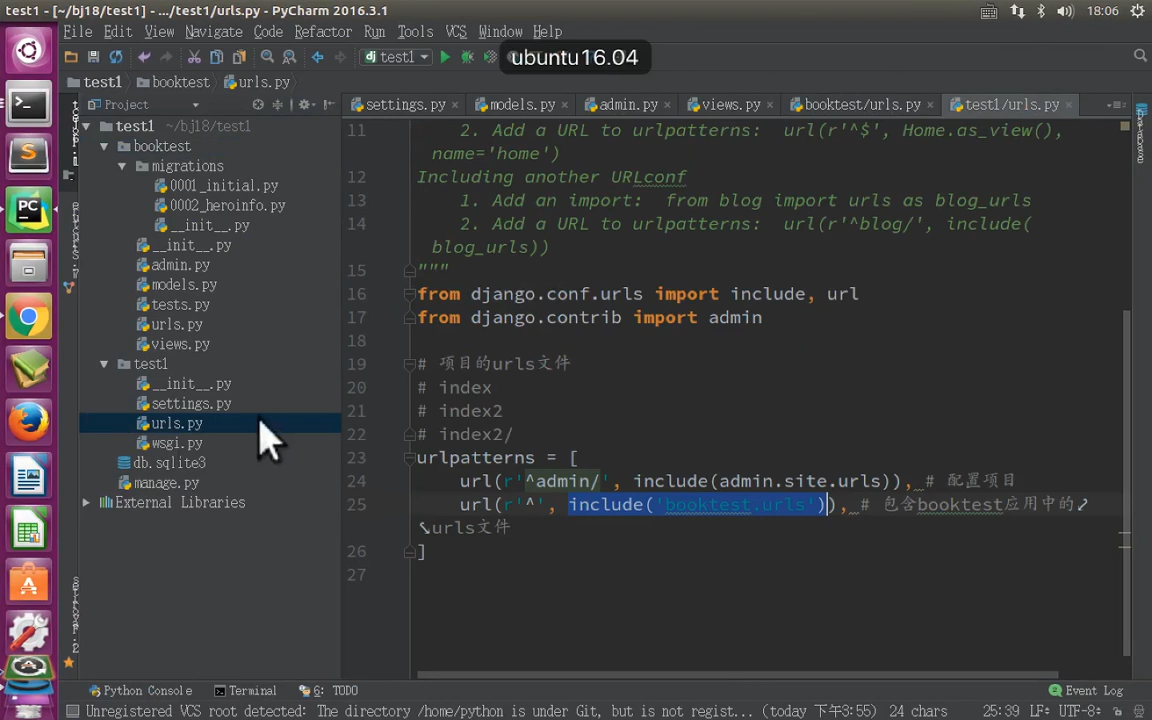 test1 - [~/bj18/test1] - .../test1/urls.py - PyCharm 2016.3.1
18:06
File Edit View Navigate Code Refactor Run Tools VCS Window Help
test1
ubuntu16.04
test1 booktest urls.py
Project
settings.py models.py admin.py views.py booktest/urls.py test1/urls.py
test1 ~/bj18/test1
booktest
migrations
0001_initial.py
0002_heroinfo.py
__init__.py
__init__.py
admin.py
models.py
tests.py
urls.py
views.py
test1
__init__.py
settings.py
urls.py
wsgi.py
db.sqlite3
manage.py
External Libraries
11 2. Add a URL to urlpatterns: url(r'^$', Home.as_view(),
name='home')
12 Including another URLconf
13 1. Add an import: from blog import urls as blog_urls
14 2. Add a URL to urlpatterns: url(r'^blog/', include(
blog_urls))
15 """
16 from django.conf.urls import include, url
17 from django.contrib import admin
18
19 # 项目的urls文件
20 # index
21 # index2
22 # index2/
23 urlpatterns = [
24 url(r'^admin/', include(admin.site.urls)), # 配置项目
25 url(r'^', include('booktest.urls')), # 包含booktest应用中的
urls文件
26 ]
27
Python Console Terminal 6: TODO Event Log
Unregistered VCS root detected: The directory /home/python is under Git, but is not regist... (today 下午3:55) 24 chars 25:39 LF÷ UTF-8÷